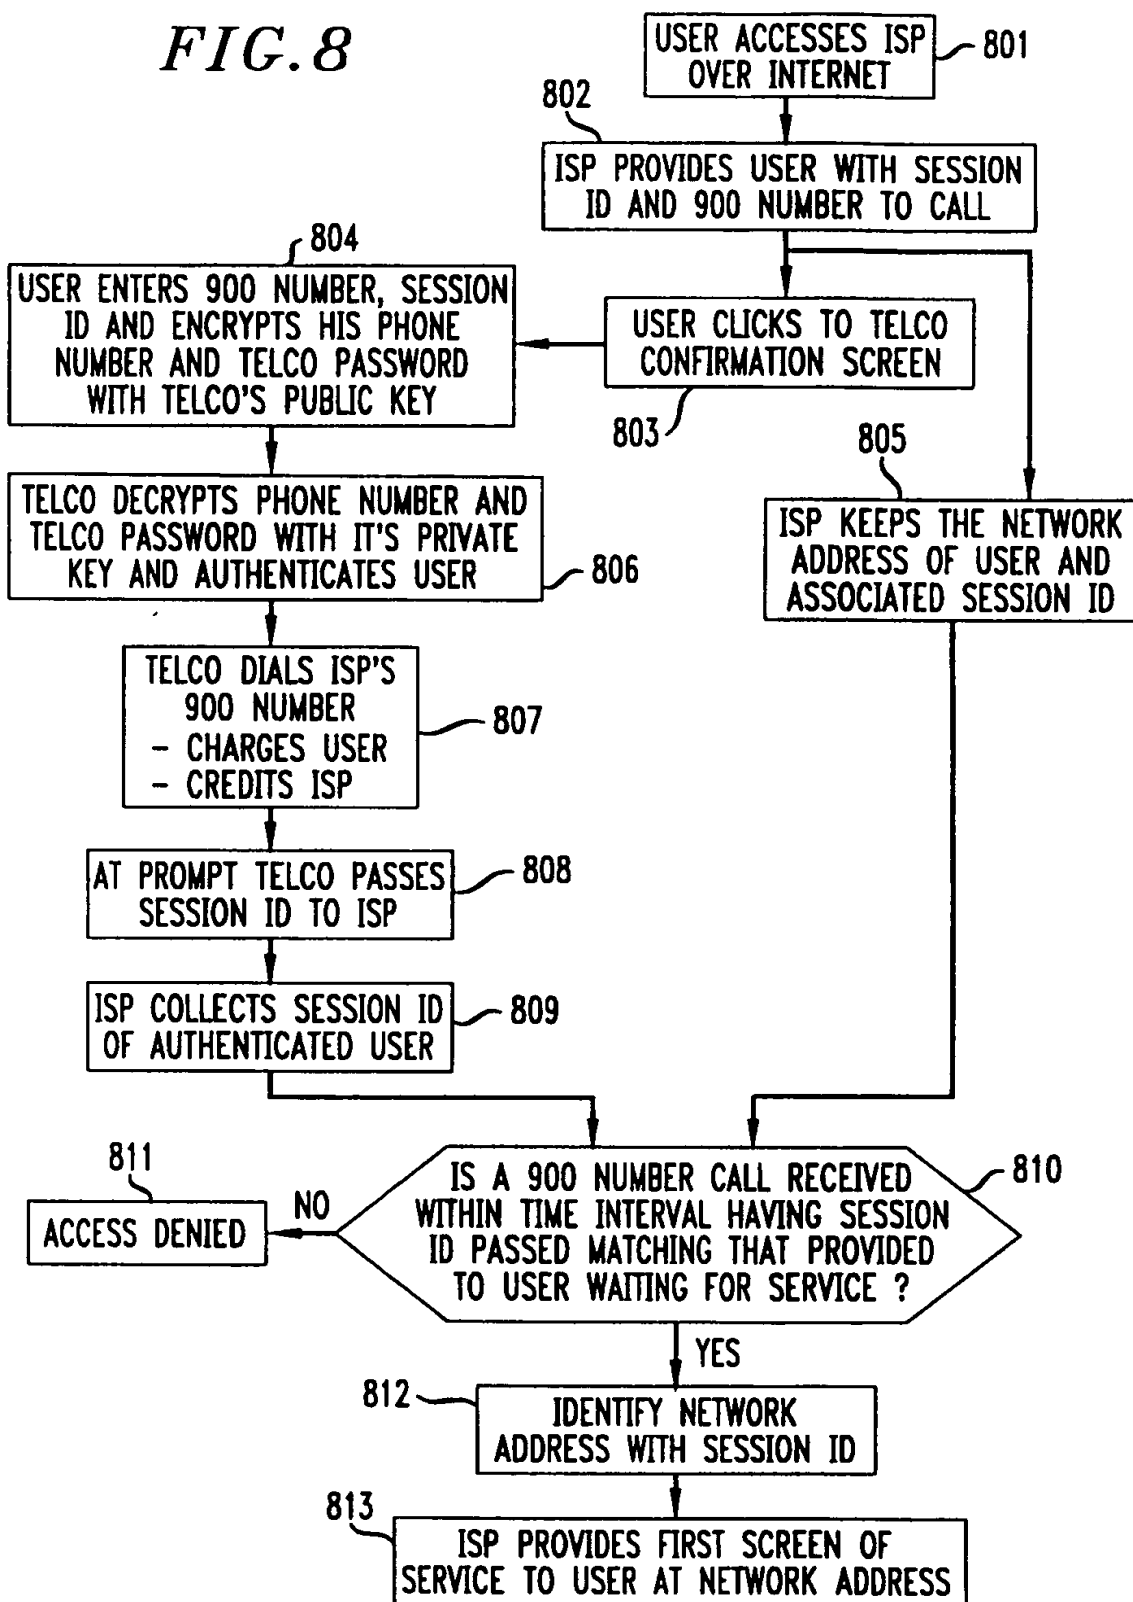 FIG. 8
USER ACCESSES ISP
OVER INTERNET
801
802
ISP PROVIDES USER WITH SESSION
ID AND 900 NUMBER TO CALL
804
USER ENTERS 900 NUMBER, SESSION
ID AND ENCRYPTS HIS PHONE
NUMBER AND TELCO PASSWORD
WITH TELCO'S PUBLIC KEY
USER CLICKS TO TELCO
CONFIRMATION SCREEN
803
805
ISP KEEPS THE NETWORK
ADDRESS OF USER AND
ASSOCIATED SESSION ID
TELCO DECRYPTS PHONE NUMBER AND
TELCO PASSWORD WITH IT'S PRIVATE
KEY AND AUTHENTICATES USER
806
TELCO DIALS ISP'S
900 NUMBER
- CHARGES USER
- CREDITS ISP
807
AT PROMPT TELCO PASSES
SESSION ID TO ISP
808
ISP COLLECTS SESSION ID
OF AUTHENTICATED USER
809
IS A 900 NUMBER CALL RECEIVED
WITHIN TIME INTERVAL HAVING SESSION
ID PASSED MATCHING THAT PROVIDED
TO USER WAITING FOR SERVICE ?
810
811
NO
ACCESS DENIED
YES
812
IDENTIFY NETWORK
ADDRESS WITH SESSION ID
813
ISP PROVIDES FIRST SCREEN OF
SERVICE TO USER AT NETWORK ADDRESS